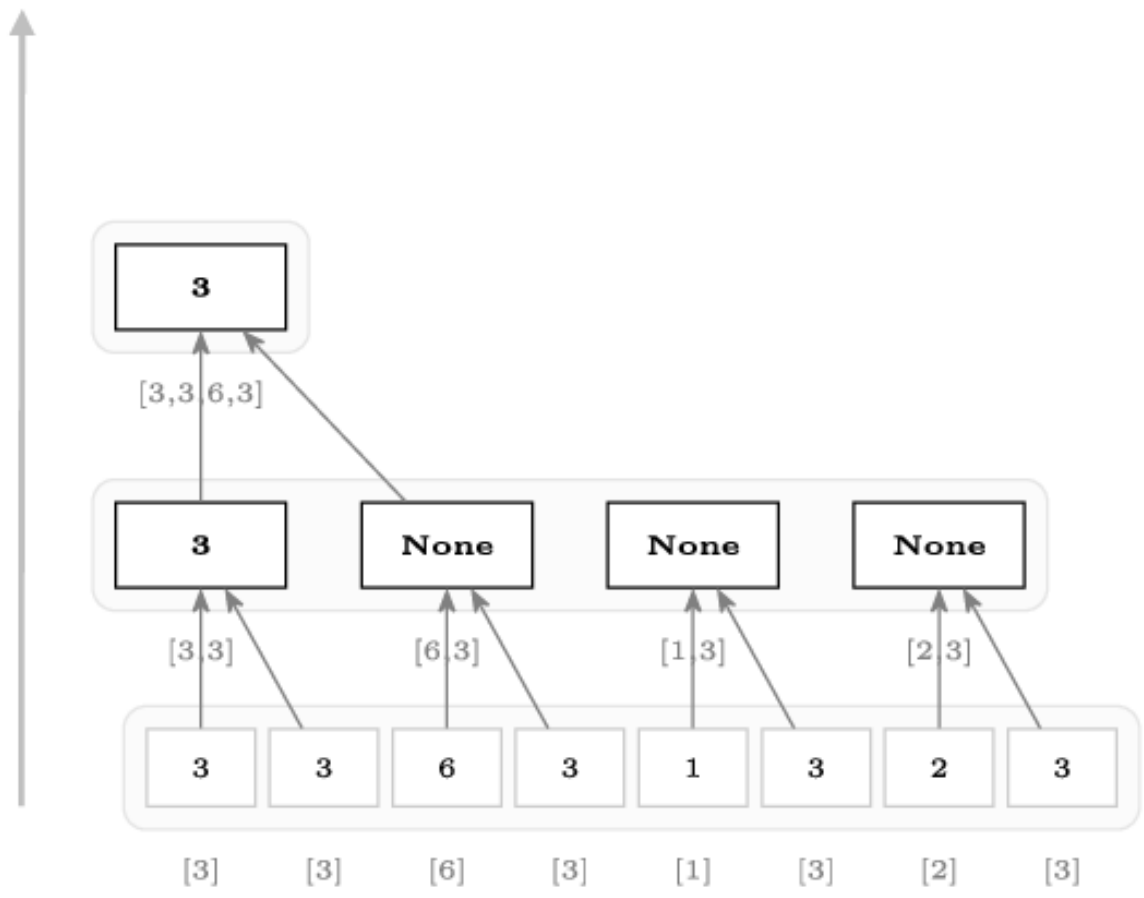 3
[3,3,6,3]
3 None None None
[3,3] [6,3] [1,3] [2,3]
3 3 6 3 1 3 2 3
[3] [3] [6] [3] [1] [3] [2] [3]